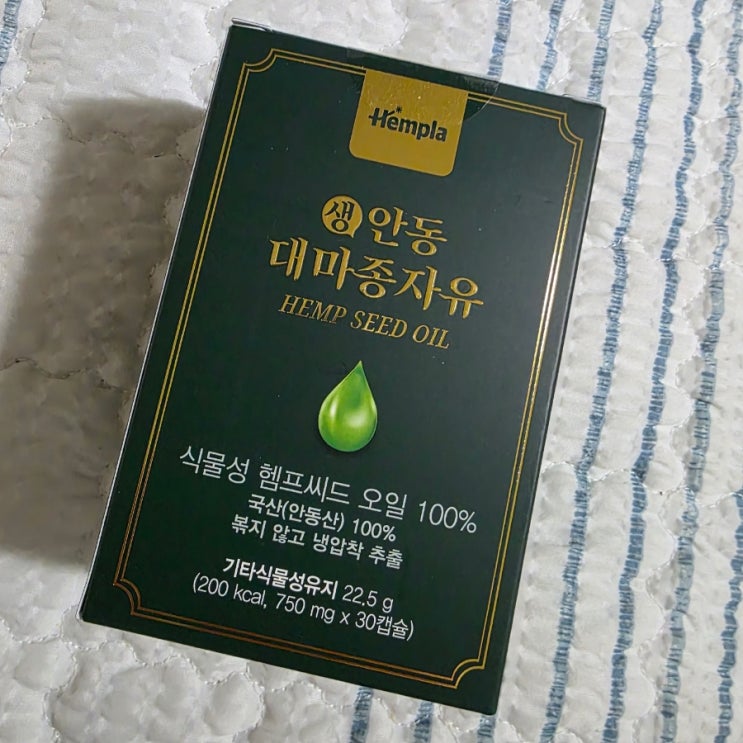 Hempla
생 안동
대마종자유
HEMP SEED OIL
식물성 헴프씨드 오일 100%
국산(안동산) 100%
볶지 않고 냉압착 추출
기타식물성유지 22.5 g
(200 kcal, 750 mg x 30캡슐)